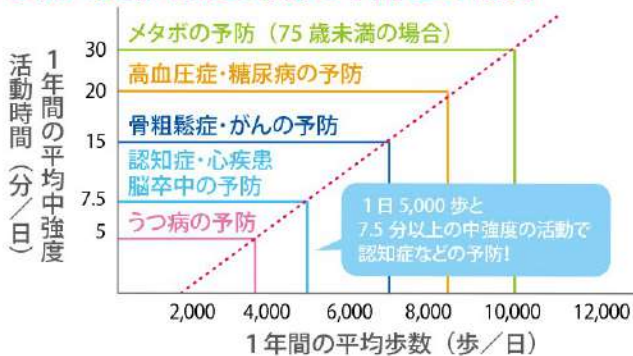 メタボの予防（75歳未満の場合）
高血圧症・糖尿病の予防
骨粗鬆症・がんの予防
認知症・心疾患
脳卒中の予防
うつ病の予防
1日5,000歩と
7.5分以上の中強度の活動で
認知症などの予防!
1年間の平均中強度
活動時間（分／日）
30
20
15
7.5
5
2,000 4,000 6,000 8,000 10,000 12,000
1年間の平均歩数（歩／日）